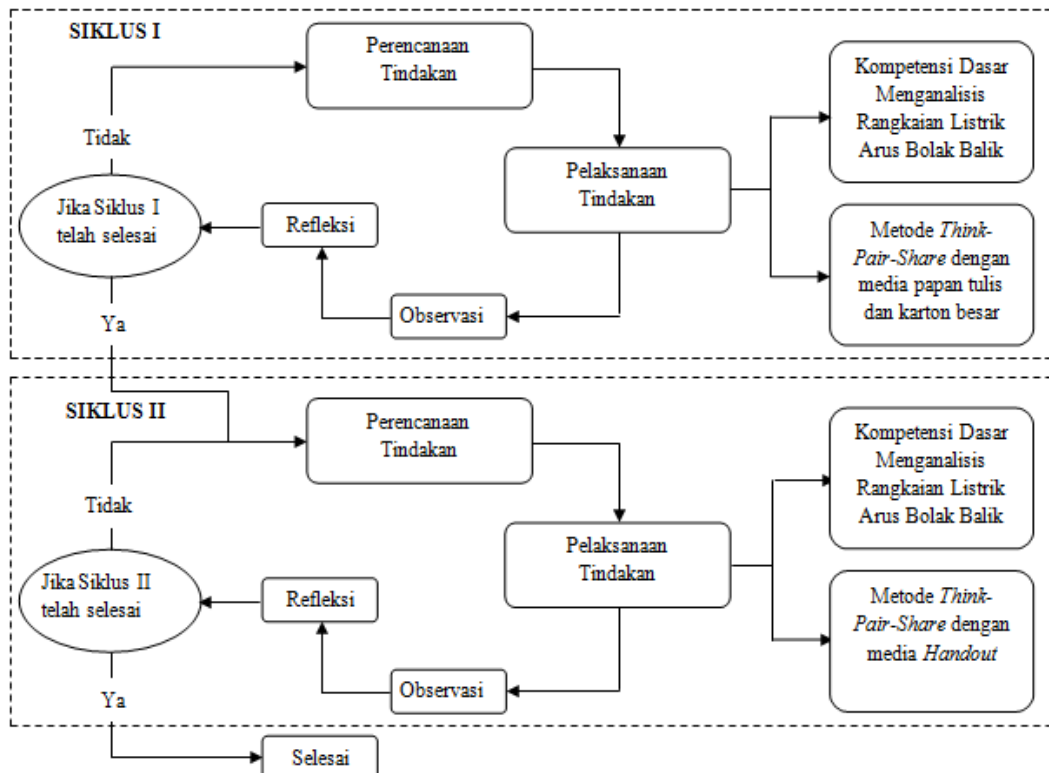 SIKLUS I
Perencanaan
Tindakan
Kompetensi Dasar
Menganalisis
Rangkaian Listrik
Arus Bolak Balik
Tidak
Pelaksanaan
Tindakan
Jika Siklus I
telah selesai
Refleksi
Metode Think-
Pair-Share dengan
media papan tulis
dan karton besar
Observasi
Ya
SIKLUS II
Perencanaan
Tindakan
Kompetensi Dasar
Menganalisis
Rangkaian Listrik
Arus Bolak Balik
Tidak
Pelaksanaan
Tindakan
Jika Siklus II
telah selesai
Refleksi
Metode Think-
Pair-Share dengan
media Handout
Observasi
Ya
Selesai